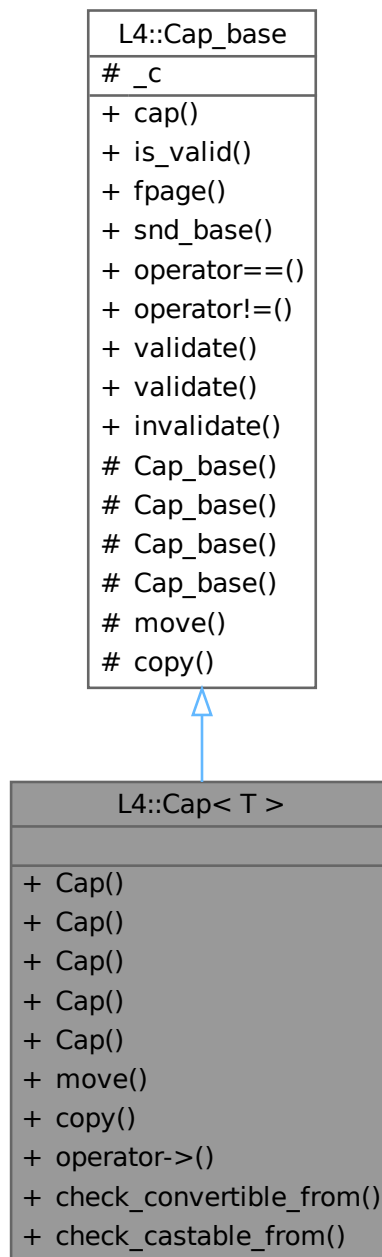 L4::Cap_base
# _c
+ cap()
+ is_valid()
+ fpage()
+ snd_base()
+ operator==()
+ operator!=()
+ validate()
+ validate()
+ invalidate()
# Cap_base()
# Cap_base()
# Cap_base()
# Cap_base()
# move()
# copy()
L4::Cap< T >
+ Cap()
+ Cap()
+ Cap()
+ Cap()
+ Cap()
+ move()
+ copy()
+ operator->()
+ check_convertible_from()
+ check_castable_from()